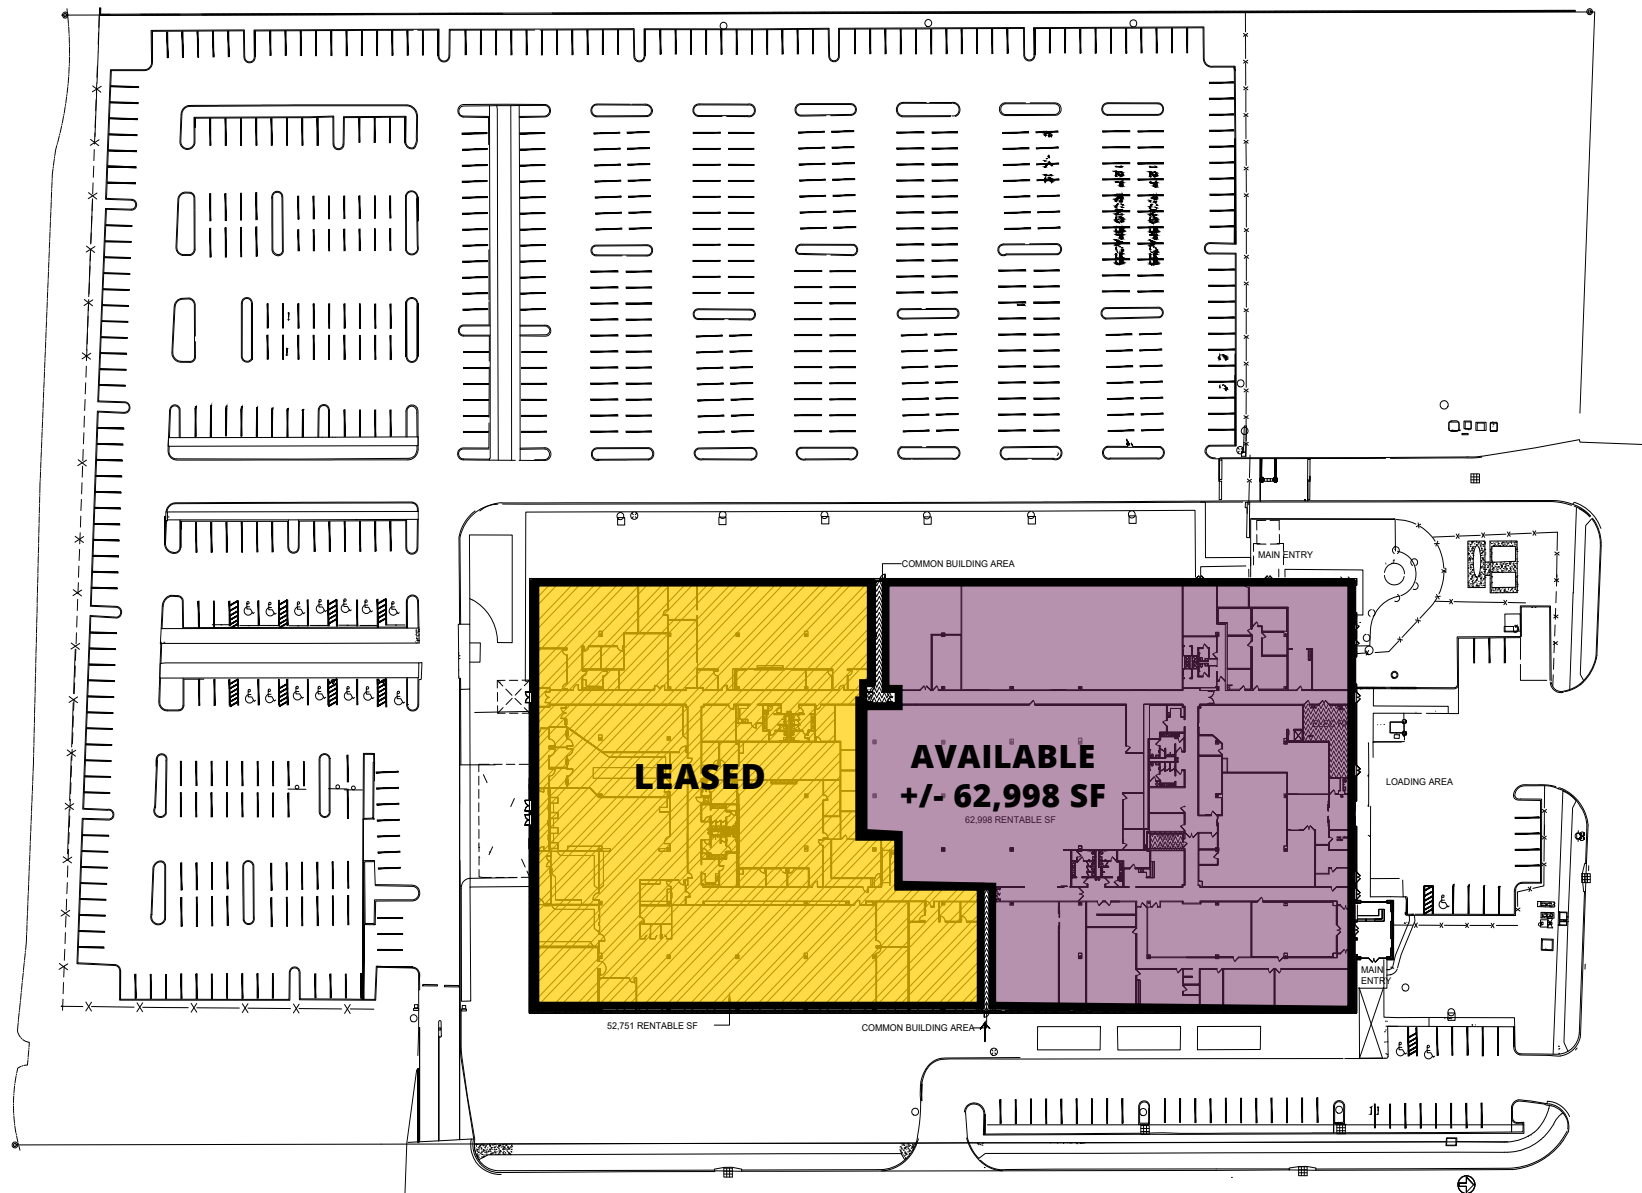 COMMON BUILDING AREA
MAIN ENTRY
LEASED
AVAILABLE
+/- 62,998 SF
62,998 RENTABLE SF
LOADING AREA
MAIN
ENTRY
52,751 RENTABLE SF
COMMON BUILDING AREA